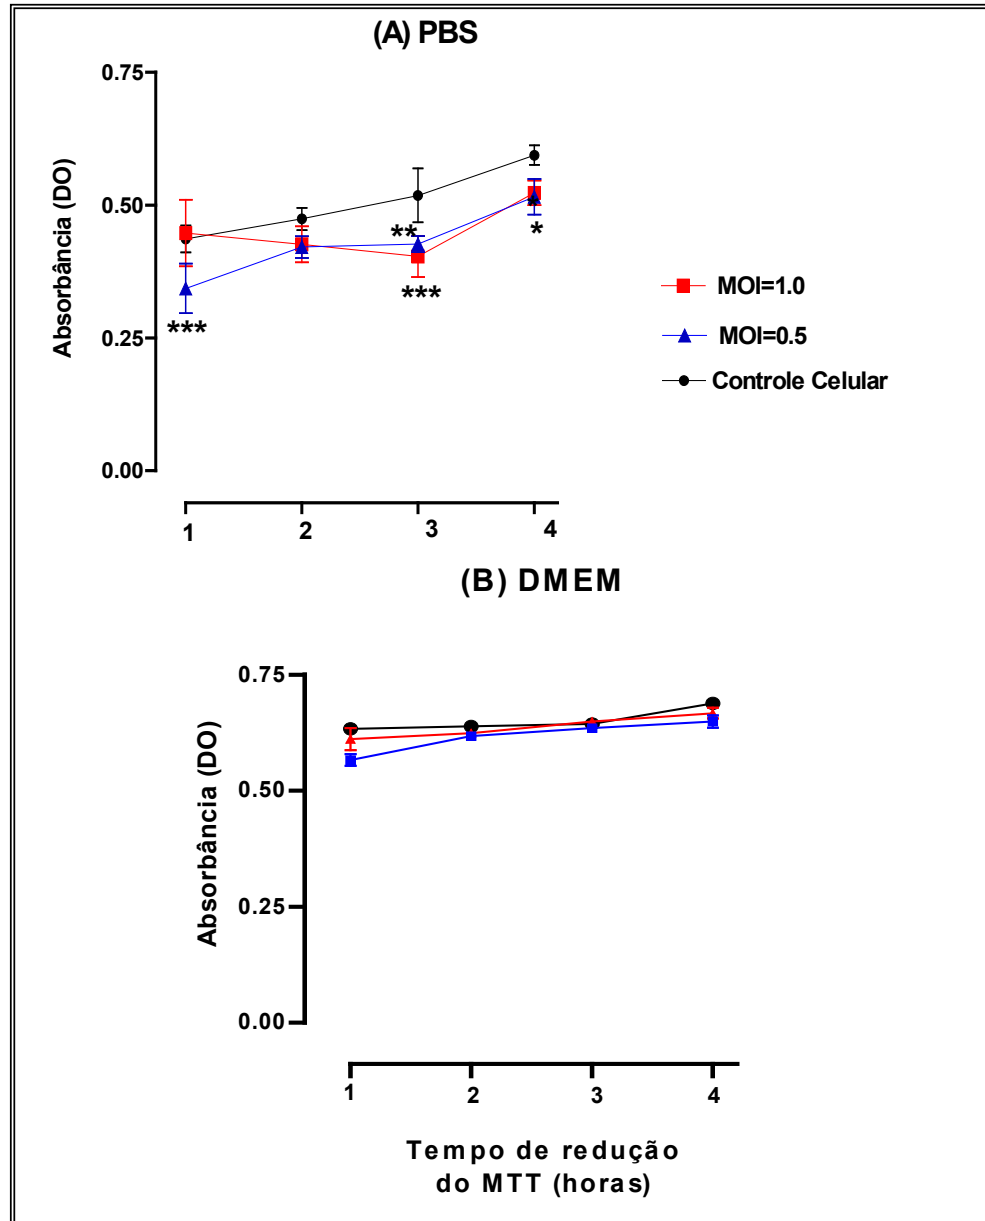 (A) PBS
0.75
0.50
0.25
0.00
Absorbância (DO)
**
*
***
***
1
2
3
4
MOI=1.0
MOI=0.5
Controle Celular
(B) DMEM
0.75
0.50
0.25
0.00
Absorbância (DO)
1
2
3
4
Tempo de redução
do MTT (horas)